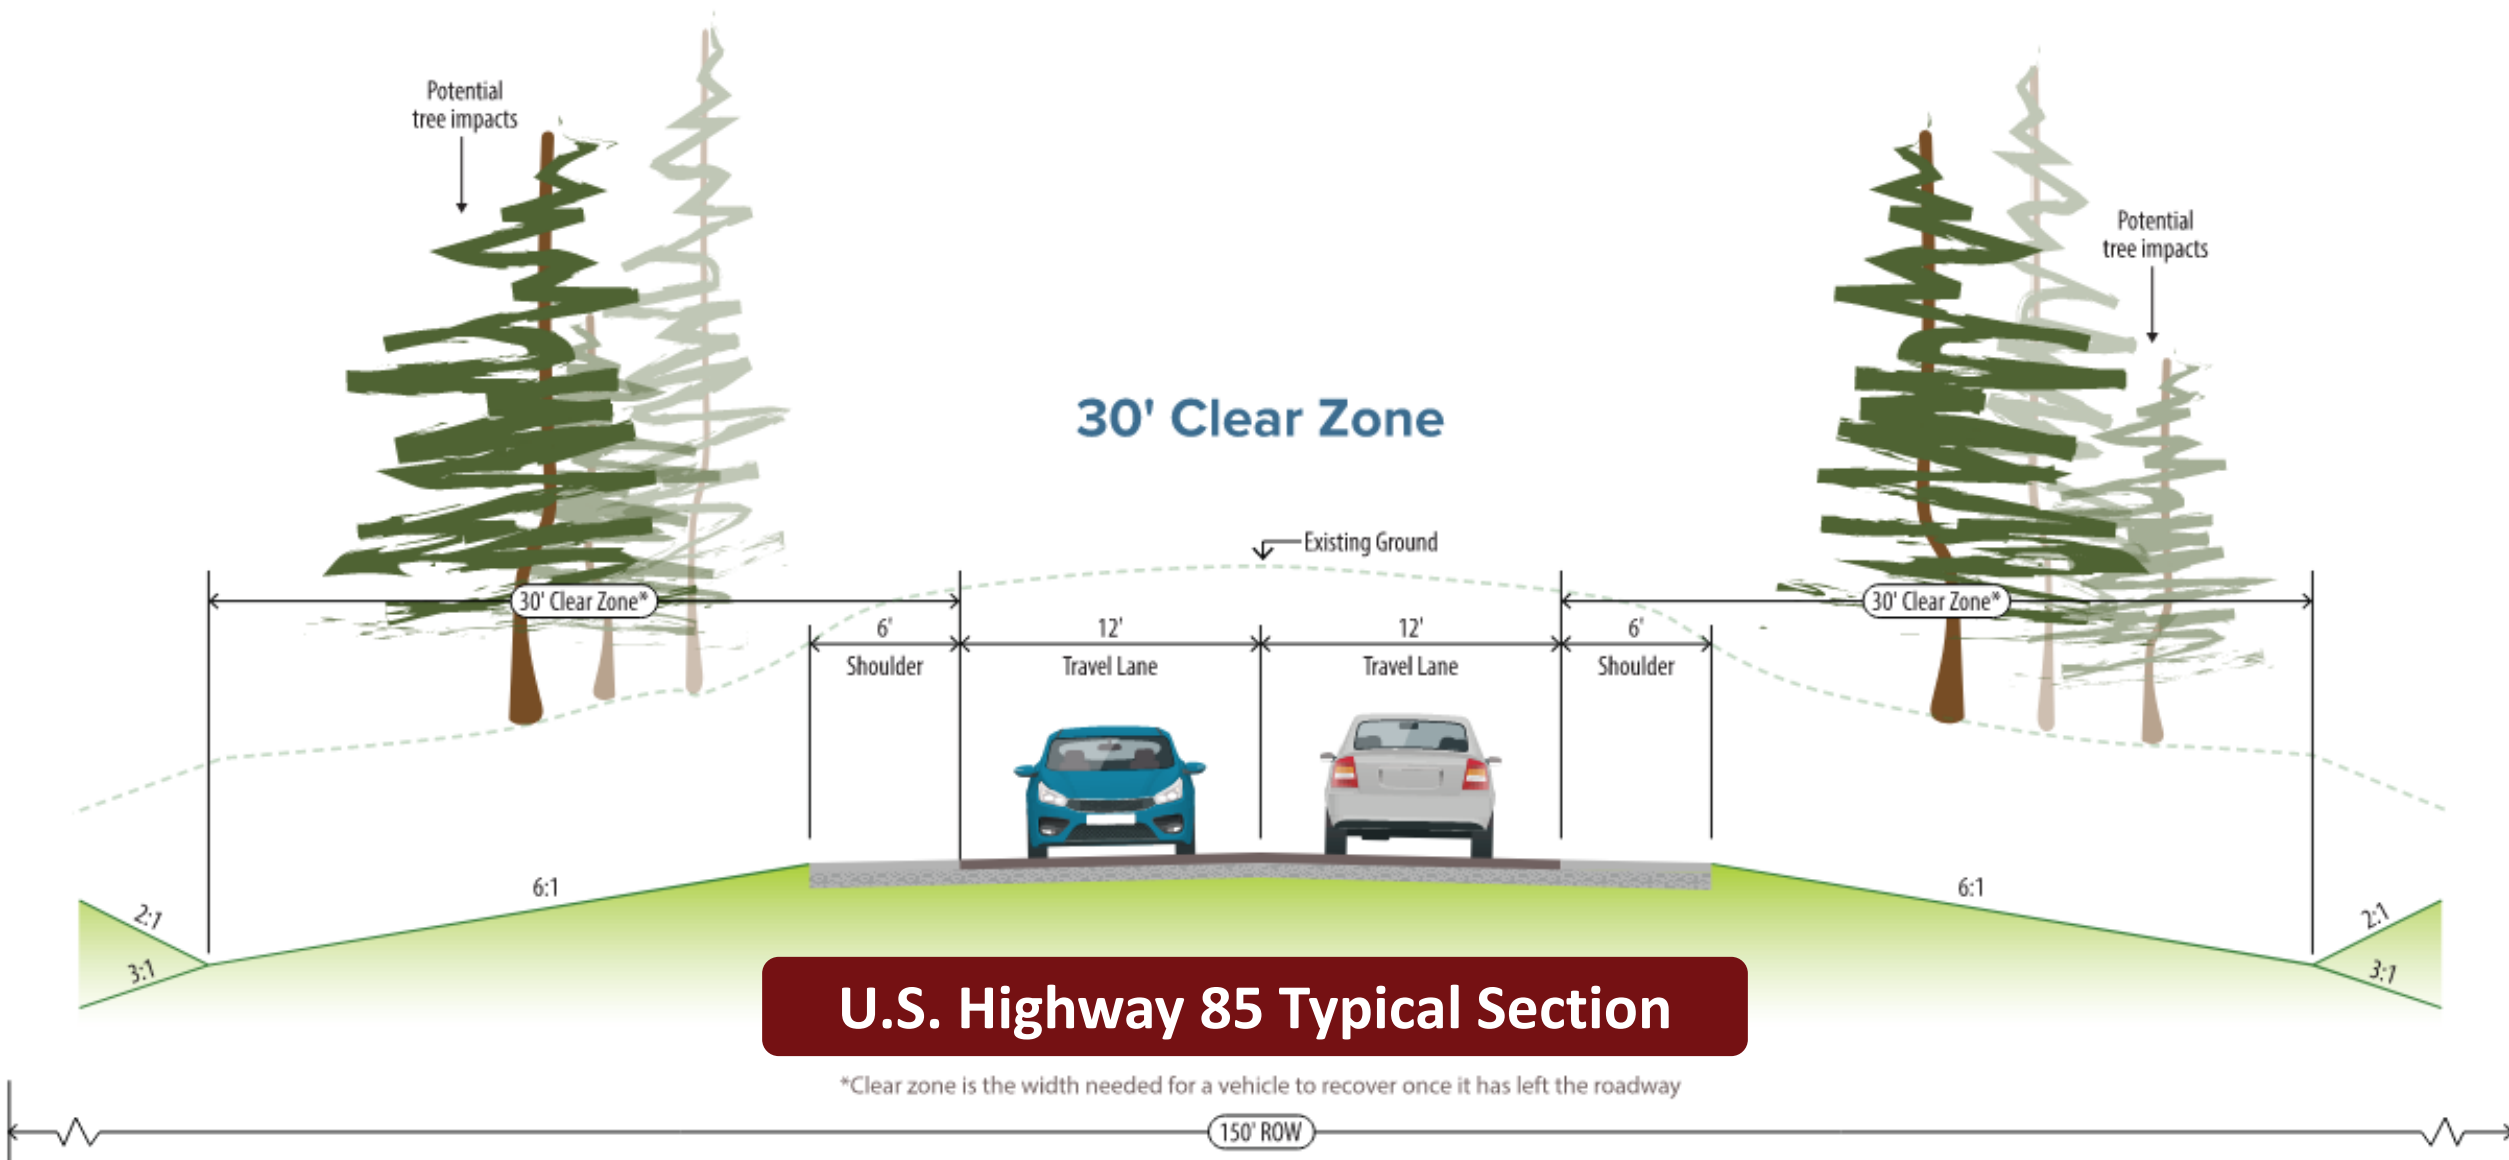 Potential
tree impacts
Potential
tree impacts
30' Clear Zone
Existing Ground
30' Clear Zone*
30' Clear Zone*
6'
12'
12'
6'
Shoulder
Travel Lane
Travel Lane
Shoulder
6:1
6:1
2:1
2:1
3:1
3:1
U.S. Highway 85 Typical Section
*Clear zone is the width needed for a vehicle to recover once it has left the roadway
150' ROW